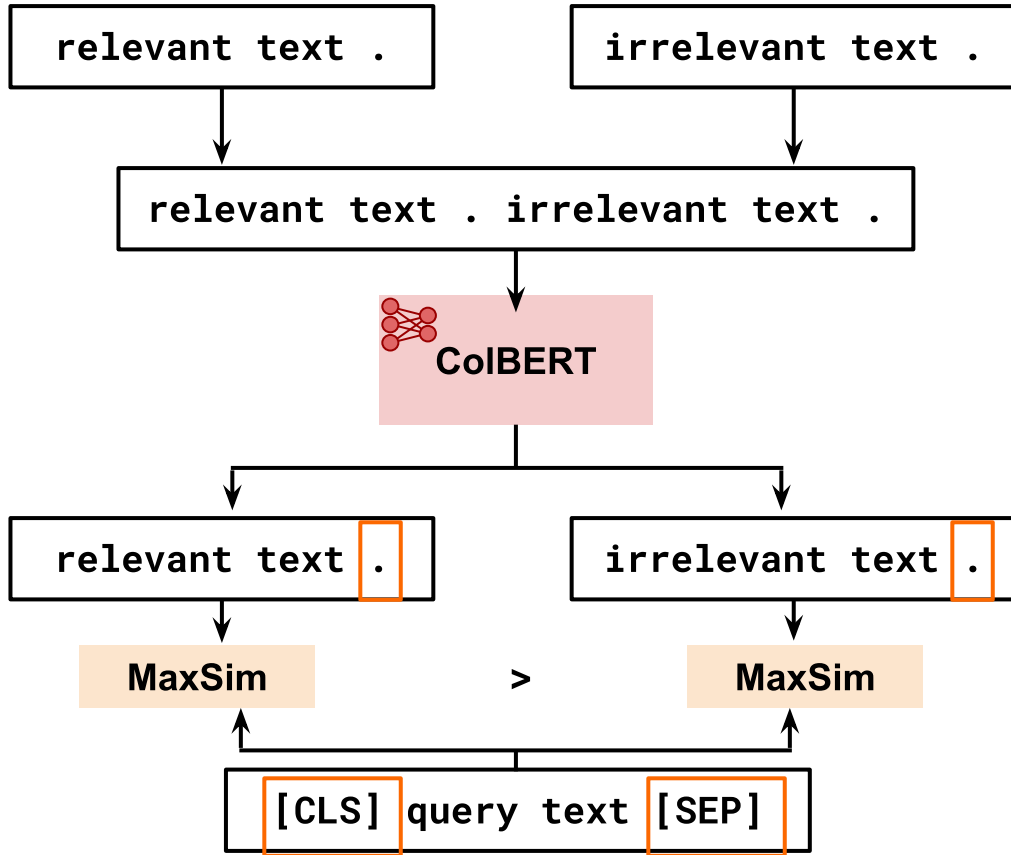 relevant text .
irrelevant text .
relevant text . irrelevant text .
ColBERT
relevant text .
irrelevant text .
MaxSim
>
MaxSim
[CLS] query text [SEP]